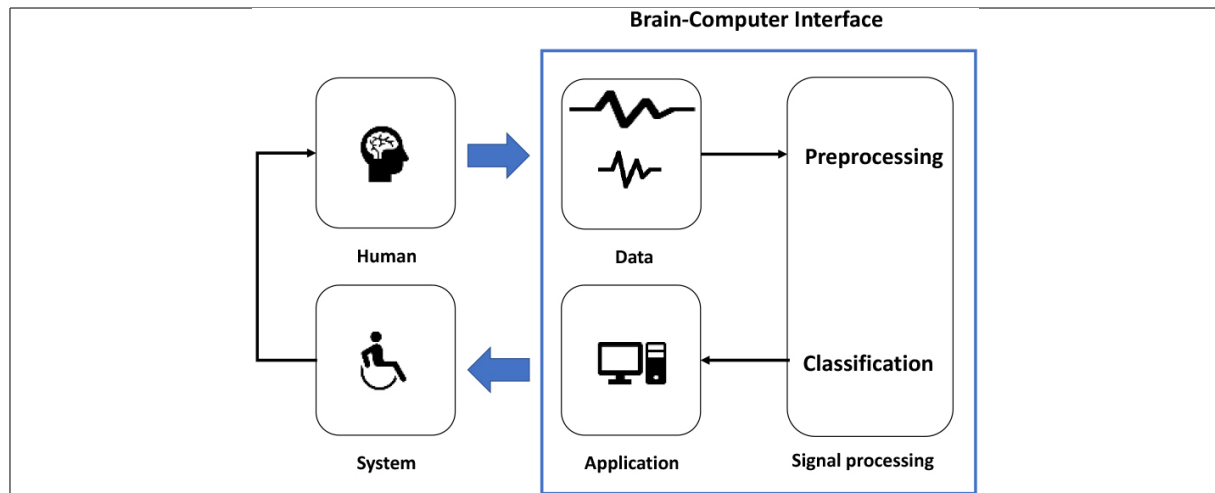 Brain-Computer Interface
Preprocessing
Human
Data
Classification
System
Application
Signal processing